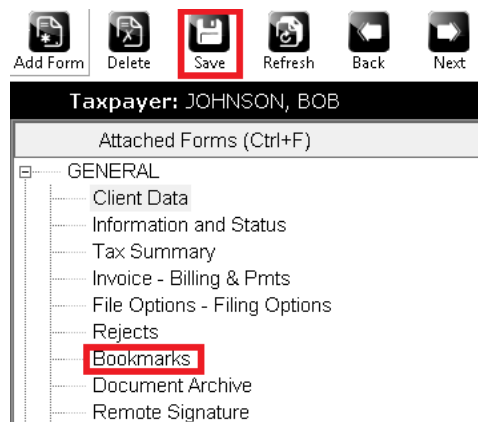 Add Form Delete Save Refresh Back Next
Taxpayer: JOHNSON, BOB
Attached Forms (Ctrl+F)
GENERAL
Client Data
Information and Status
Tax Summary
Invoice - Billing & Pmts
File Options - Filing Options
Rejects
Bookmarks
Document Archive
Remote Signature